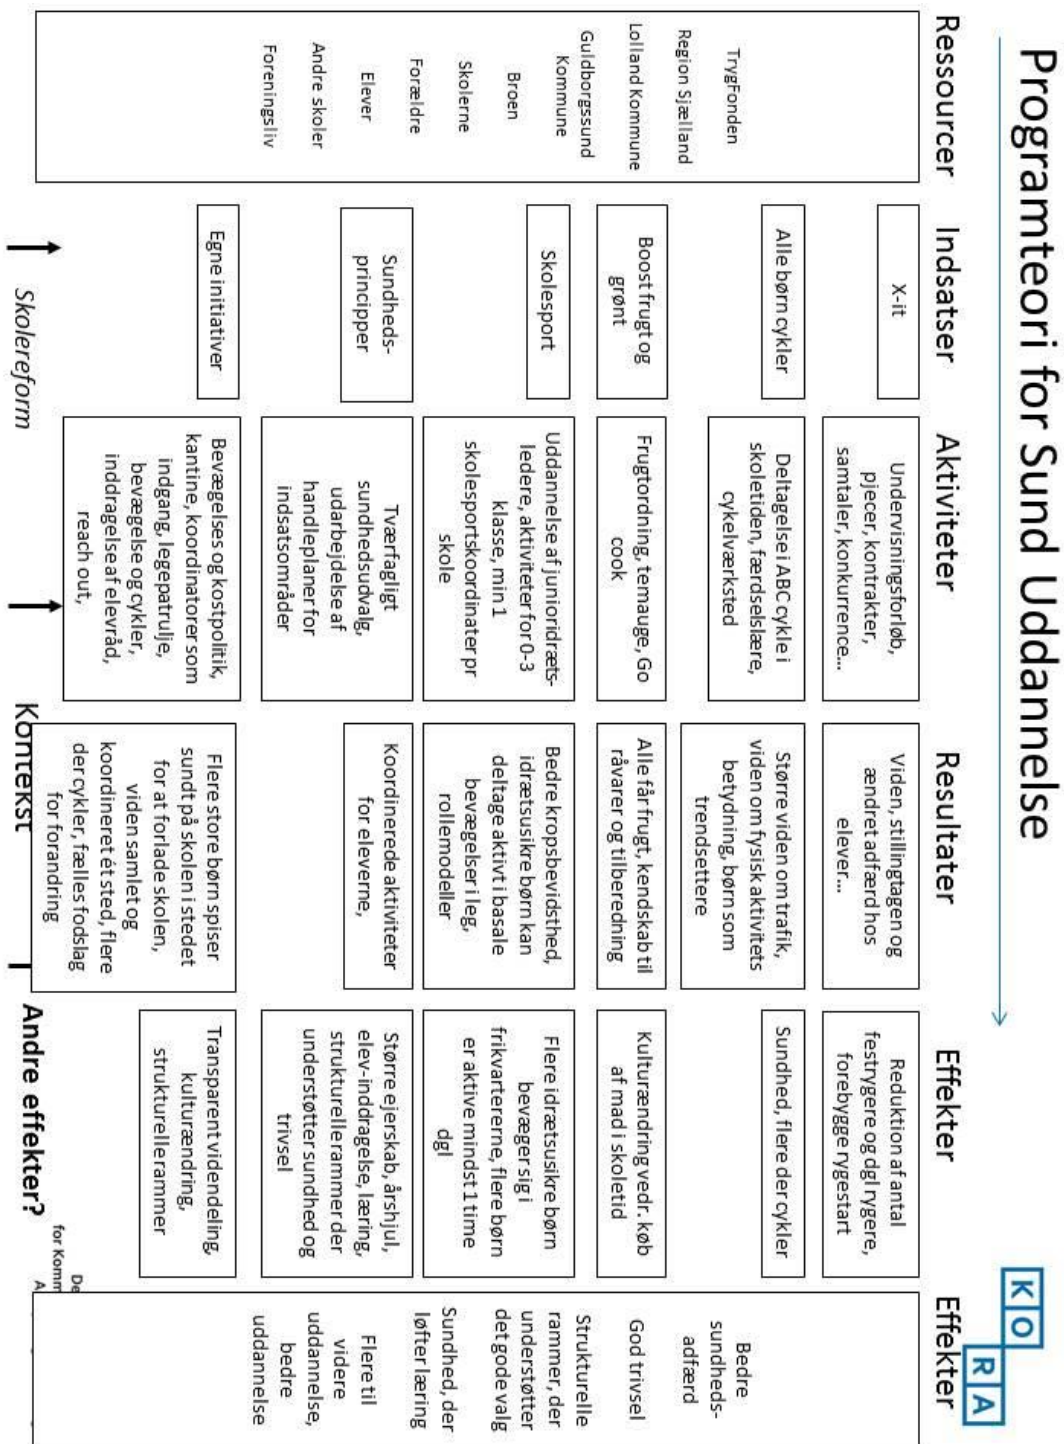 Programteori for Sund Uddannelse
KORA
Ressourcer
Indsatser
Aktiviteter
Resultater
Effekter
Effekter
TrygFonden
Region Sjælland
Lolland Kommune
Guldborgssund
Kommune
Broen
Skolerne
Forældre
Elever
Andre skoler
Foreningsliv
X-it
Undervisningsforløb,
pjecer, kontrakter,
samtaler, konkurrence...
Viden, stillingtagen og
ændret adfærd hos
elever...
Reduktion af antal
festrygere og dgl rygere,
forebygge rygestart
Alle børn cykler
Deltagelse i ABC cykle i
skoletiden, færdselslære,
cykelværksted
Større viden om trafik,
viden om fysisk aktivitets
betydning, børn som
trendsettere
Sundhed, flere der cykler
Boost frugt og
grønt
Frugtordning, temauge, Go
cook
Alle får frugt, kendskab til
råvarer og tilberedning
Kulturændring vedr. køb
af mad i skoletid
Skolesport
Uddannelse af junioridræts-
ledere, aktiviteter for 0-3
klasse, min 1
skolesportskoordinater pr
skole
Bedre kropsbevidsthed,
idrætsusikre børn kan
deltage aktivt i basale
bevægelser i leg,
rollemodeller
Flere idrætsusikre børn
bevæger sig i
frikvartererne, flere børn
er aktive mindst 1 time
dgl
Sundheds-
principper
Tværfagligt
sundhedsudvalg,
udarbejdelse af
handleplaner for
indsatsområder
Koordinerede aktiviteter
for eleverne,
Større ejerskab, årshjul,
elev-inddragelse, læring,
strukturelle rammer der
understøtter sundhed og
trivsel
Egne initiativer
Bevægelses og kostpolitik,
kantine, koordinatorer som
indgang, legepatrulje,
bevægelse og cykler,
inddragelse af elevråd,
reach out,
Flere store børn spiser
sundt på skolen i stedet
for at forlade skolen,
viden samlet og
koordineret ét sted, flere
der cykler, fælles fodslag
for forandring
Transparent videndeling,
kulturændring,
strukturelle rammer
Bedre
sundheds-
adfærd
God trivsel
Strukturelle
rammer, der
understøtter
det gode valg
Sundhed, der
løfter læring
Flere til
videre
uddannelse,
bedre
uddannelse
Skolereform
Kontekst
Andre effekter?
De
for Komm
A